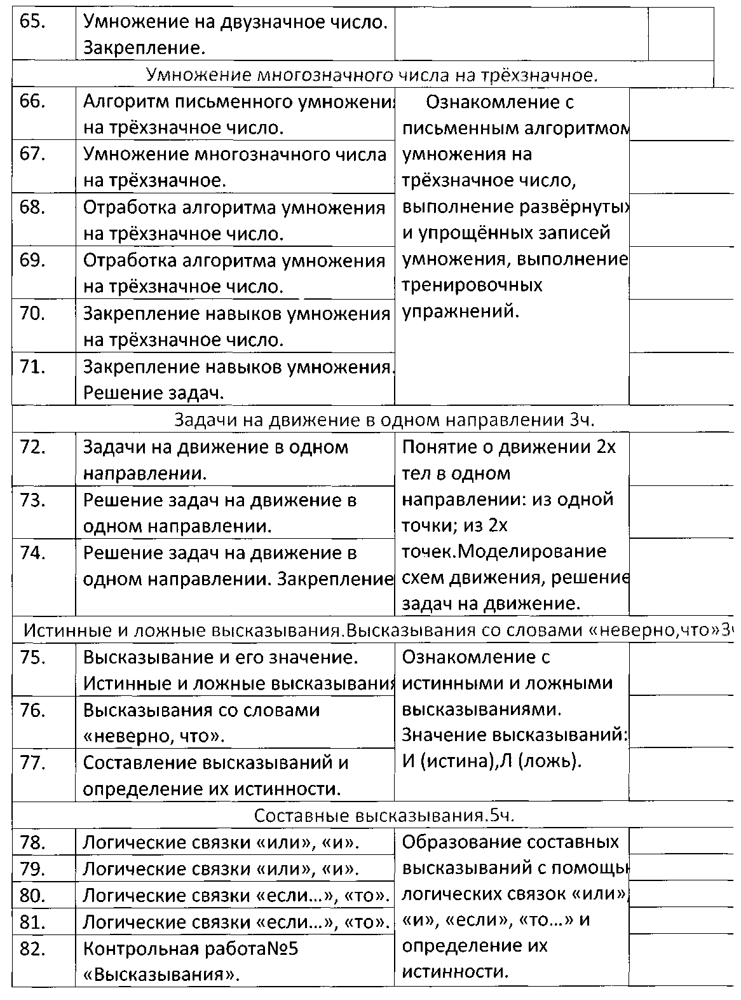 65.
Умножение на двузначное число.
Закрепление.
Умножение многозначного числа на трёхзначное.
66.
Алгоритм письменного умножени
на трёхзначное число.
67.
Умножение многозначного числа
на трёхзначное.
68.
Отработка алгоритма умножения
на трёхзначное число.
69.
Отработка алгоритма умножения
на трёхзначное число.
70.
Закрепление навыков умножения
на трёхзначное число.
71.
Закрепление навыков умножения.
Решение задач.
Ознакомление с
письменным алгоритмом
умножения на
трёхзначное число,
выполнение развёрнутых
и упрощённых записей
умножения, выполнение
тренировочных
упражнений.
Задачи на движение в одном направлении 3ч.
72.
Задачи на движение в одном
направлении.
73.
Решение задач на движение в
одном направлении.
74.
Решение задач на движение в
одном направлении. Закрепление
Понятие о движении 2х
тел в одном
направлении: из одной
точки; из 2х
точек.Моделирование
схем движения, решение
задач на движение.
Истинные и ложные высказывания.Высказывания со словами «неверно,что»3ч
75.
Высказывание и его значение.
Истинные и ложные высказывания
76.
Высказывания со словами
«неверно, что».
77.
Составление высказываний и
определение их истинности.
Ознакомление с
истинными и ложными
высказываниями.
Значение высказываний:
И (истина),Л (ложь).
Составные высказывания.5ч.
78.
Логические связки «или», «и».
79.
Логические связки «или», «и».
80.
Логические связки «если...», «то».
81.
Логические связки «если...», «то».
82.
Контрольная работа№5
«Высказывания».
Образование составных
высказываний с помощью
логических связок «или»,
«и», «если», «то...» и
определение их
истинности.